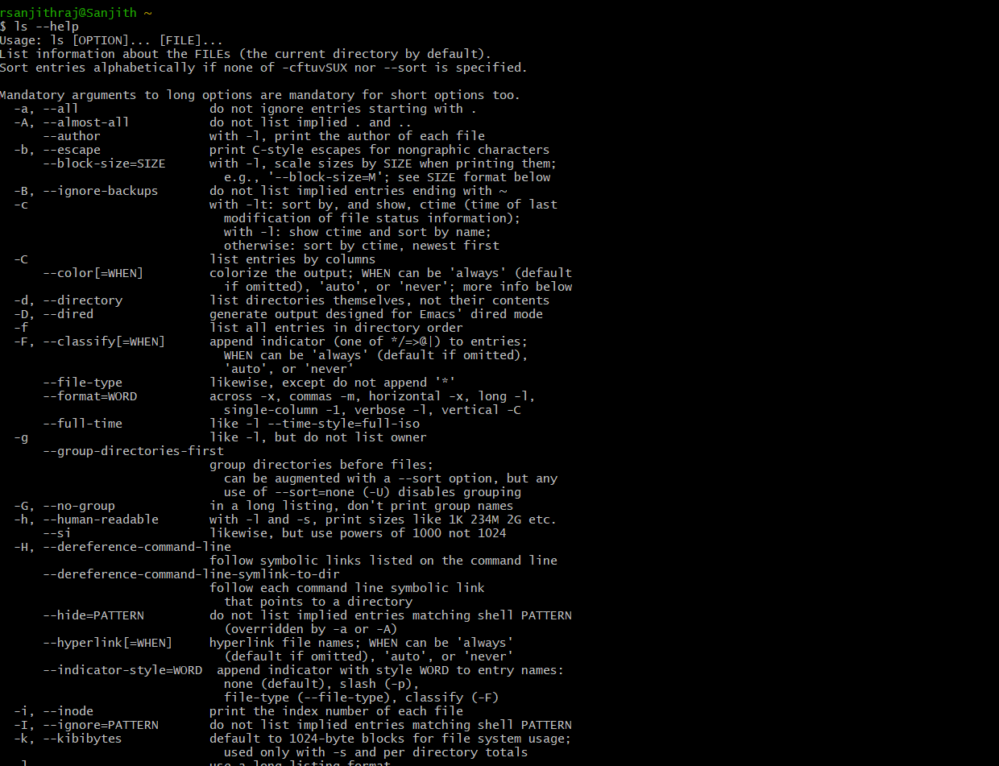 rsanjithraj@Sanjith ~
$ ls --help
Usage: ls [OPTION]... [FILE]...
List information about the FILEs (the current directory by default).
Sort entries alphabetically if none of -cftuvSUX nor --sort is specified.

Mandatory arguments to long options are mandatory for short options too.
  -a, --all                  do not ignore entries starting with .
  -A, --almost-all           do not list implied . and ..
      --author               with -l, print the author of each file
  -b, --escape               print C-style escapes for nongraphic characters
      --block-size=SIZE      with -l, scale sizes by SIZE when printing them;
                               e.g., '--block-size=M'; see SIZE format below
  -B, --ignore-backups       do not list implied entries ending with ~
  -c                         with -lt: sort by, and show, ctime (time of last
                               modification of file status information);
                               with -l: show ctime and sort by name;
                               otherwise: sort by ctime, newest first
  -C                         list entries by columns
      --color[=WHEN]         colorize the output; WHEN can be 'always' (default
                               if omitted), 'auto', or 'never'; more info below
  -d, --directory            list directories themselves, not their contents
  -D, --dired                generate output designed for Emacs' dired mode
  -f                         list all entries in directory order
  -F, --classify[=WHEN]      append indicator (one of */=>@|) to entries;
                               WHEN can be 'always' (default if omitted),
                               'auto', or 'never'
      --file-type            likewise, except do not append '*'
      --format=WORD          across -x, commas -m, horizontal -x, long -l,
                               single-column -1, verbose -l, vertical -C
      --full-time            like -l --time-style=full-iso
  -g                         like -l, but do not list owner
      --group-directories-first
                             group directories before files;
                               can be augmented with a --sort option, but any
                               use of --sort=none (-U) disables grouping
  -G, --no-group             in a long listing, don't print group names
  -h, --human-readable       with -l and -s, print sizes like 1K 234M 2G etc.
      --si                   likewise, but use powers of 1000 not 1024
  -H, --dereference-command-line
                             follow symbolic links listed on the command line
      --dereference-command-line-symlink-to-dir
                             follow each command line symbolic link
                               that points to a directory
      --hide=PATTERN         do not list implied entries matching shell PATTERN
                               (overridden by -a or -A)
      --hyperlink[=WHEN]     hyperlink file names; WHEN can be 'always'
                               (default if omitted), 'auto', or 'never'
      --indicator-style=WORD  append indicator with style WORD to entry names:
                               none (default), slash (-p),
                               file-type (--file-type), classify (-F)
  -i, --inode                print the index number of each file
  -I, --ignore=PATTERN       do not list implied entries matching shell PATTERN
  -k, --kibibytes            default to 1024-byte blocks for file system usage;
                               used only with -s and per directory totals
  -l                         use a long listing format